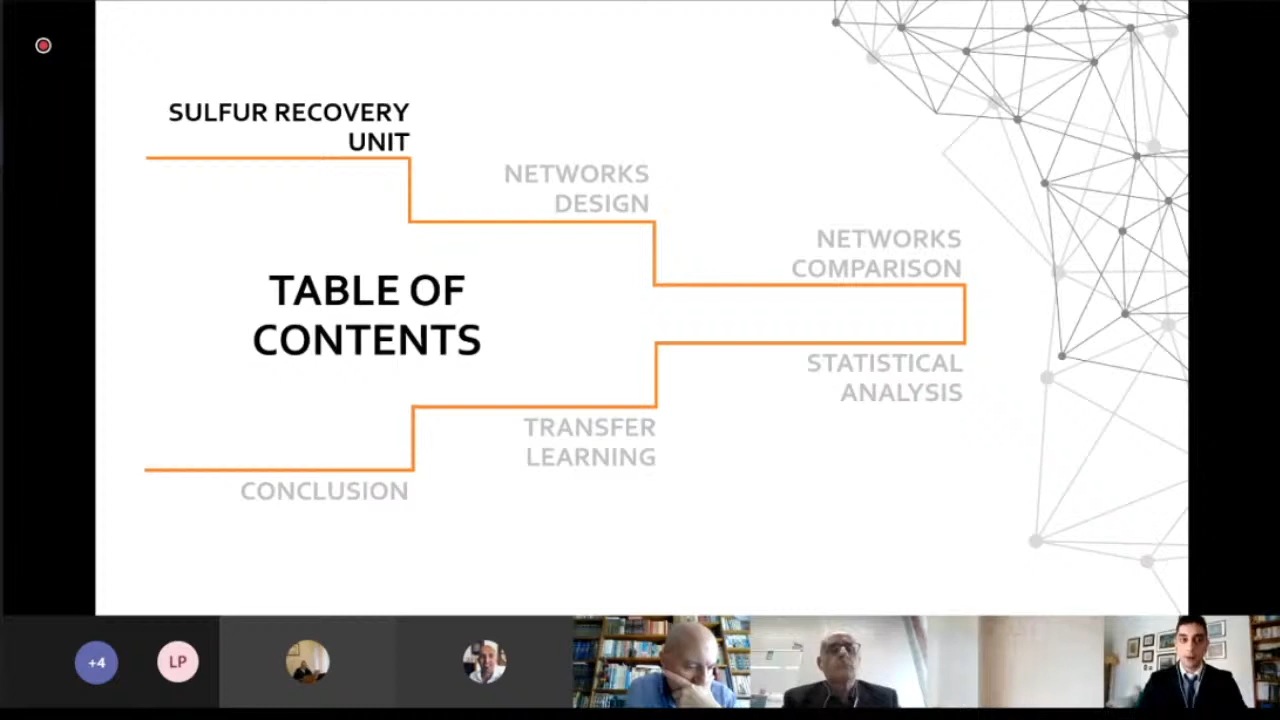 SULFUR RECOVERY
UNIT
NETWORKS
DESIGN
NETWORKS
COMPARISON
TABLE OF
CONTENTS
STATISTICAL
ANALYSIS
TRANSFER
LEARNING
CONCLUSION
+4
LP